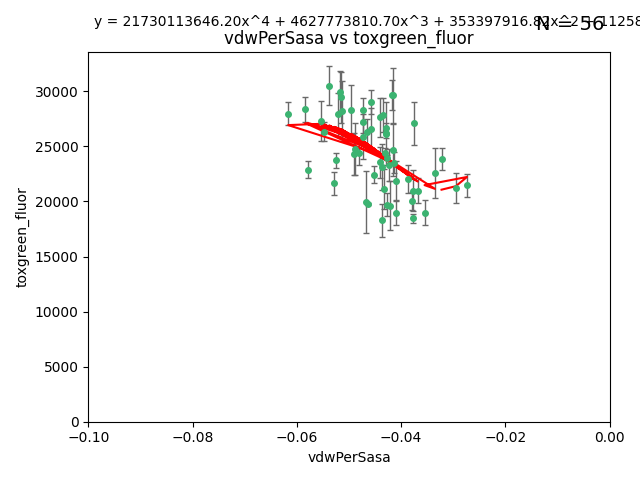 y = 21730113646.20x^4 + 4627773810.70x^3 + 353397916.82x^2 + 11258
N = 56
vdwPerSasa vs toxgreen_fluor
30000
25000
20000
15000
10000
5000
0
toxgreen_fluor
−0.10 −0.08 −0.06 −0.04 −0.02 0.00
vdwPerSasa